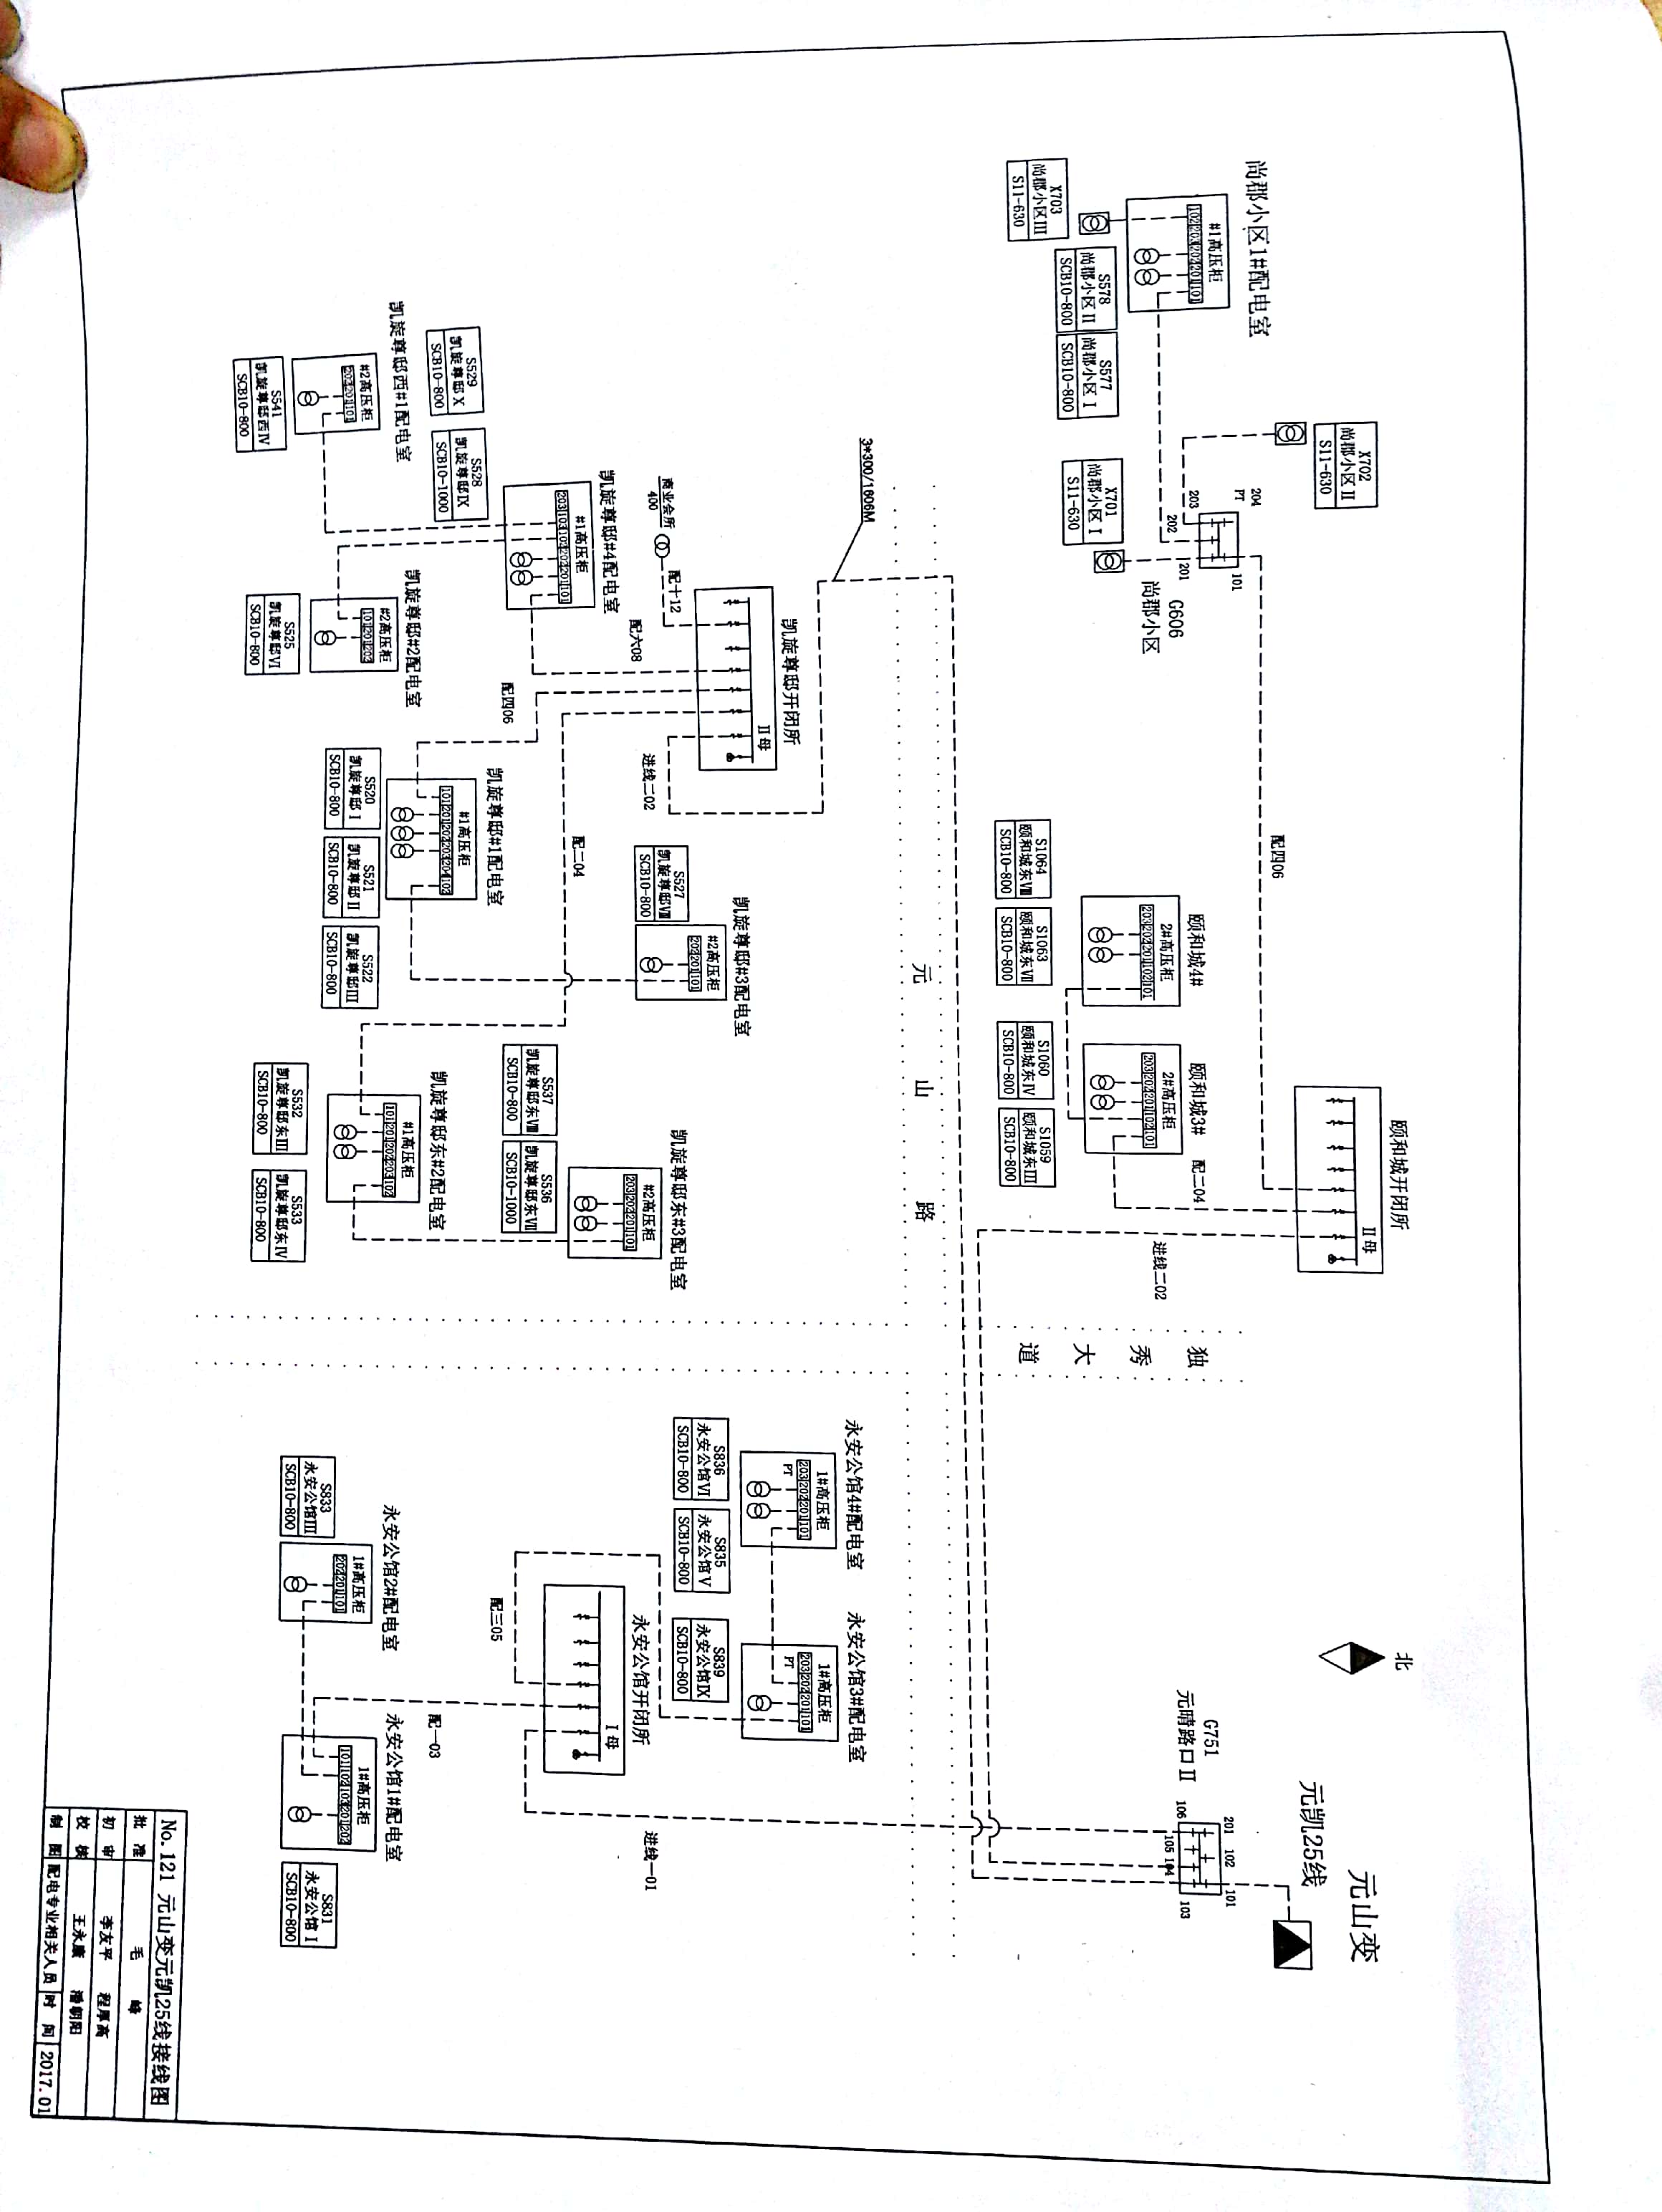 元山变
元凯25线
北
G751
元晴路口II
201
102
101
106
105
104
103
颐和城开闭所
II母
配四06
配二04
进线二02
尚郡小区1#配电室
#1高压柜
102
203
202
201
101
X703
尚郡小区III
S11-630
S578
尚郡小区II
SCB10-800
S577
尚郡小区 I
SCB10-800
X702
尚郡小区II
S11-630
204
PT
203
202
201
101
X701
尚郡小区 I
S11-630
G606
尚郡小区
颐和城4#
2#高压柜
203
202
201
102
101
S1064
颐和城东VIII
SCB10-800
S1063
颐和城东VII
SCB10-800
颐和城3#
2#高压柜
203
202
201
102
101
S1060
颐和城东IV
SCB10-800
S1059
颐和城东III
SCB10-800
独秀大道
元山路
3*300/1606M
凯旋尊邸开闭所
II母
商业会所
400
配十12
配六08
配四06
配二04
进线二02
凯旋尊邸#4配电室
#1高压柜
203
103
102
202
201
101
S529
凯旋尊邸X
SCB10-800
S528
凯旋尊邸IX
SCB10-1000
凯旋尊邸西#1配电室
#2高压柜
202
201
101
S541
凯旋尊邸西IV
SCB10-800
凯旋尊邸#2配电室
#2高压柜
101
201
202
S525
凯旋尊邸VI
SCB10-800
凯旋尊邸#1配电室
#1高压柜
101
201
202
203
204
102
S520
凯旋尊邸 I
SCB10-800
S521
凯旋尊邸II
SCB10-800
S522
凯旋尊邸III
SCB10-800
凯旋尊邸#3配电室
#2高压柜
202
201
101
S527
凯旋尊邸VIII
SCB10-800
凯旋尊邸东#2配电室
#1高压柜
101
201
202
203
102
S532
凯旋尊邸东III
SCB10-800
S533
凯旋尊邸东IV
SCB10-800
凯旋尊邸东#3配电室
#2高压柜
203
202
201
101
S537
凯旋尊邸东VIII
SCB10-800
S536
凯旋尊邸东VII
SCB10-1000
永安公馆4#配电室
1#高压柜
203
202
201
101
PT
S836
永安公馆VI
SCB10-800
S835
永安公馆V
SCB10-800
永安公馆3#配电室
1#高压柜
203
202
201
101
PT
S839
永安公馆IX
SCB10-800
永安公馆开闭所
I母
配三05
配一03
进线一01
永安公馆2#配电室
1#高压柜
202
201
101
S833
永安公馆III
SCB10-800
永安公馆1#配电室
1#高压柜
101
102
103
201
202
S831
永安公馆 I
SCB10-800
No.121 元山变元凯25线接线图
批 准 毛 峰
初 审 李友平 程厚高
校 核 王永康 潘朝阳
制 图 配电专业相关人员 时 间 2017.01